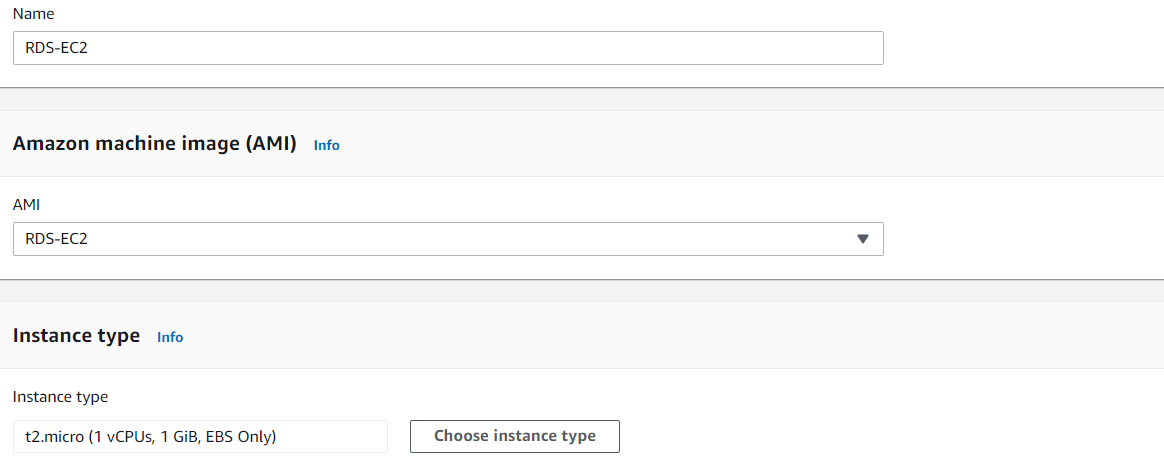 Name
RDS-EC2
Amazon machine image (AMI) Info
AMI
RDS-EC2
Instance type Info
Instance type
t2.micro (1 vCPUs, 1 GiB, EBS Only) Choose instance type